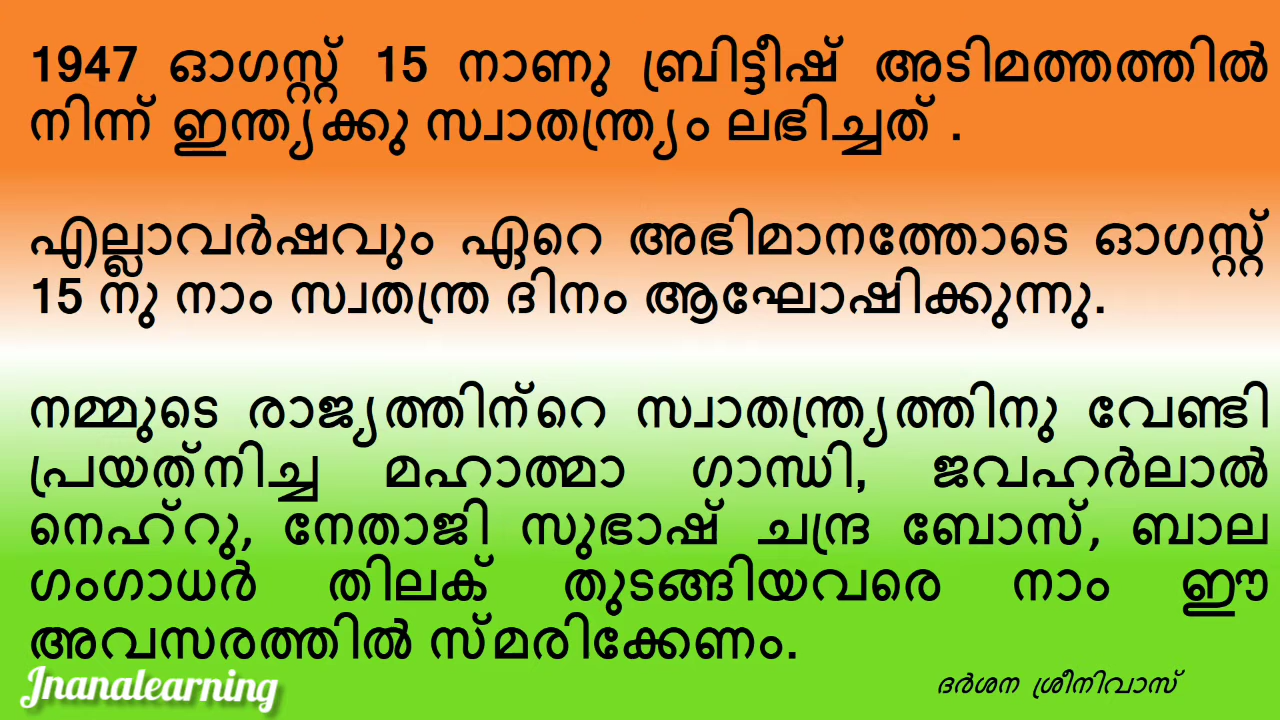 1947 ഓഗസ്റ്റ് 15 നാണു ബ്രിട്ടീഷ് അടിമത്തത്തിൽ
നിന്ന് ഇന്ത്യക്കു സ്വാതന്ത്ര്യം ലഭിച്ചത് .
എല്ലാവർഷവും ഏറെ അഭിമാനത്തോടെ ഓഗസ്റ്റ്
15 നു നാം സ്വതന്ത്ര ദിനം ആഘോഷിക്കുന്നു.
നമ്മുടെ രാജ്യത്തിന്‌റെ സ്വാതന്ത്ര്യത്തിനു വേണ്ടി
പ്രയത്‌നിച്ച മഹാത്മാ ഗാന്ധി, ജവഹർലാൽ
നെഹ്‌റു, നേതാജി സുഭാഷ് ചന്ദ്ര ബോസ്, ബാല
ഗംഗാധർ തിലക് തുടങ്ങിയവരെ നാം ഈ
അവസരത്തിൽ സ്മരിക്കേണം.
Jnanalearning
ദർശന ശ്രീനിവാസ്